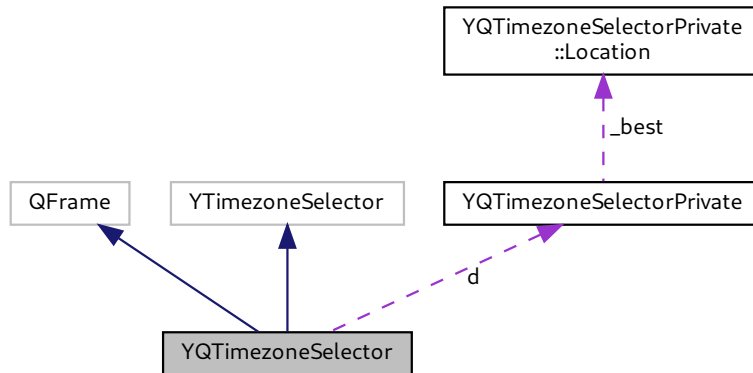 YQTimezoneSelectorPrivate
::Location
_best
QFrame
YTimezoneSelector
YQTimezoneSelectorPrivate
d
YQTimezoneSelector